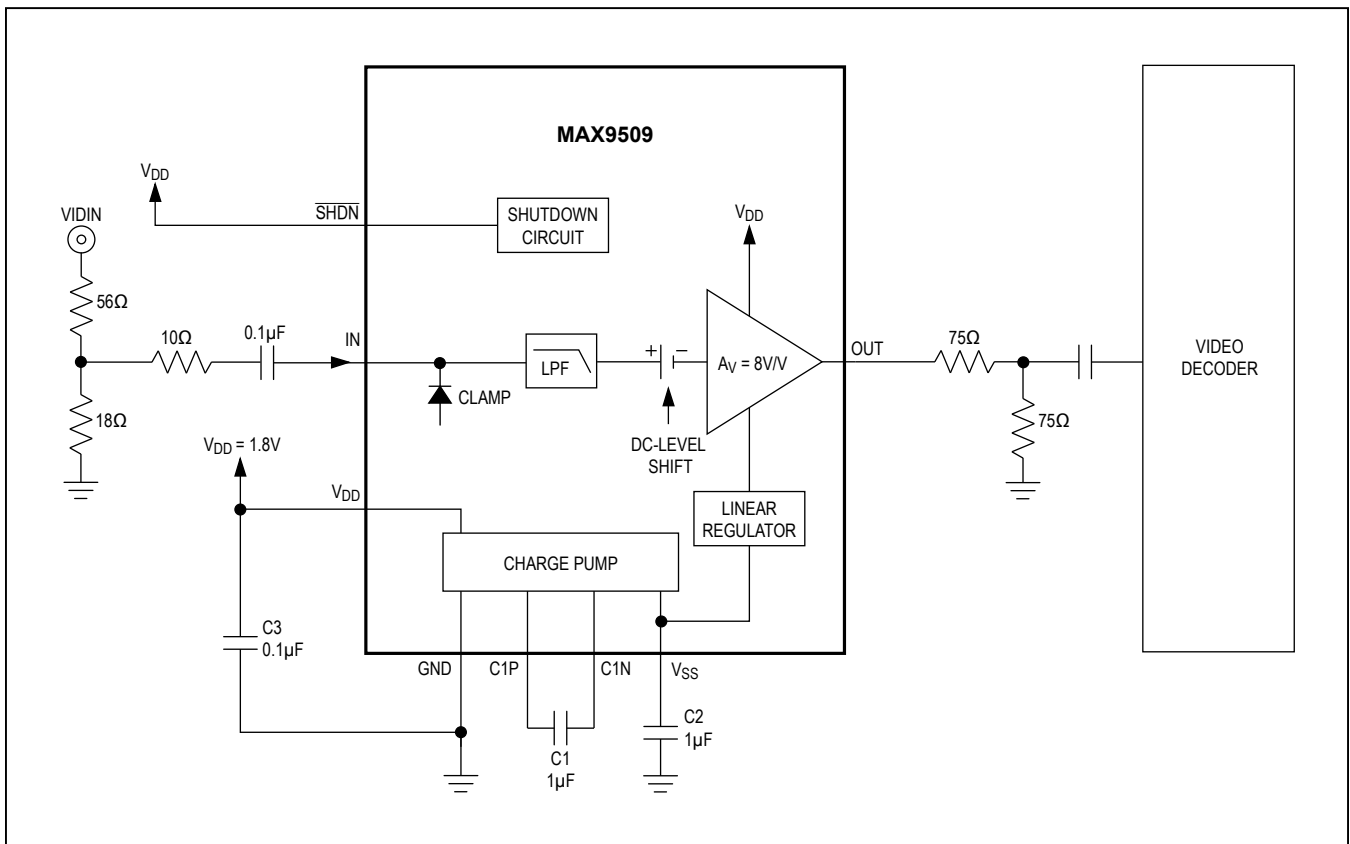 MAX9509
VDD
SHDN
SHUTDOWN
CIRCUIT
VDD
VIDIN
56Ω
10Ω
0.1µF
IN
18Ω
CLAMP
LPF
+ −
DC-LEVEL
SHIFT
AV = 8V/V
OUT
75Ω
75Ω
VIDEO
DECODER
VDD = 1.8V
VDD
LINEAR
REGULATOR
CHARGE PUMP
C3
0.1µF
GND
C1P
C1N
VSS
C1
1µF
C2
1µF